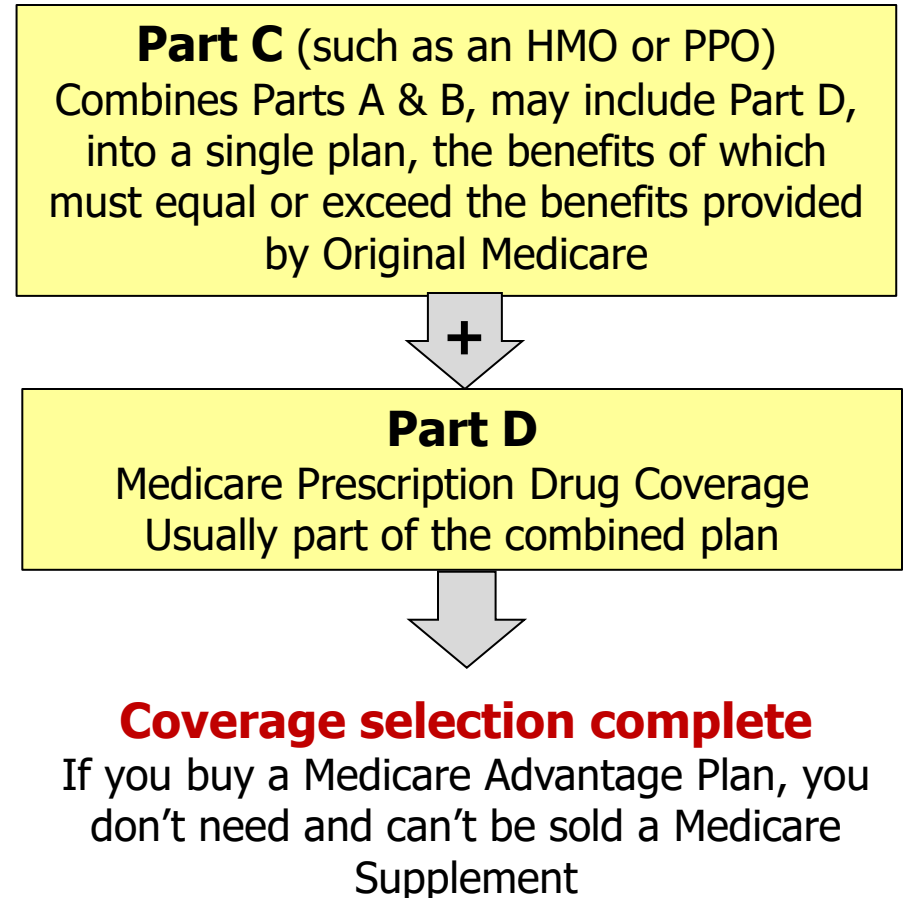 Part C (such as an HMO or PPO)
Combines Parts A & B, may include Part D,
into a single plan, the benefits of which
must equal or exceed the benefits provided
by Original Medicare
+
Part D
Medicare Prescription Drug Coverage
Usually part of the combined plan
Coverage selection complete
If you buy a Medicare Advantage Plan, you
don’t need and can’t be sold a Medicare
Supplement